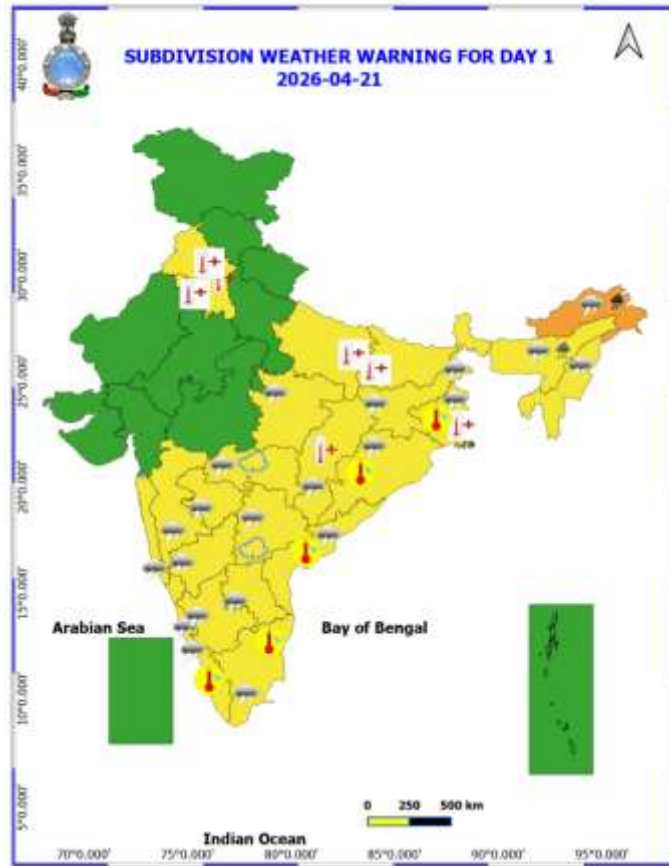 SUBDIVISION WEATHER WARNING FOR DAY 1
2026-04-21
40°0.000'
35°0.000'
30°0.000'
25°0.000'
20°0.000'
15°0.000'
10°0.000'
5°0.000'
Arabian Sea
Bay of Bengal
0 250 500 km
Indian Ocean
70°0.000' 75°0.000' 80°0.000' 85°0.000' 90°0.000' 95°0.000'